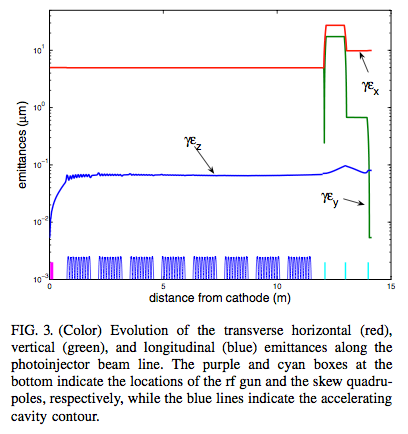 10¹
10⁰
10⁻¹
10⁻²
10⁻³
emittances (μm)
γεₓ
γε_z
γε_y
0 5 10 15
distance from cathode (m)
FIG. 3. (Color) Evolution of the transverse horizontal (red),
vertical (green), and longitudinal (blue) emittances along the
photoinjector beam line. The purple and cyan boxes at the
bottom indicate the locations of the rf gun and the skew quadru-
poles, respectively, while the blue lines indicate the accelerating
cavity contour.